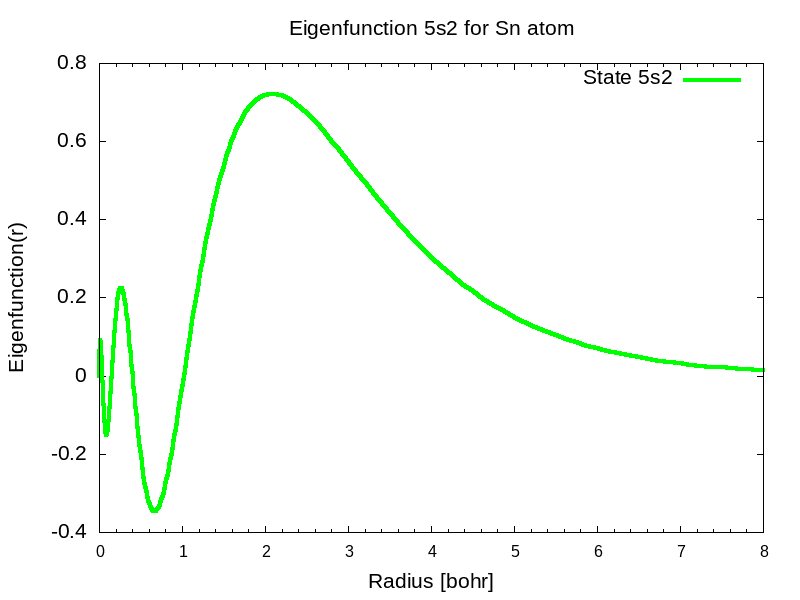 Eigenfunction 5s2 for Sn atom
State 5s2
0.8
0.6
0.4
0.2
0
-0.2
-0.4
Eigenfunction(r)
0 1 2 3 4 5 6 7 8
Radius [bohr]